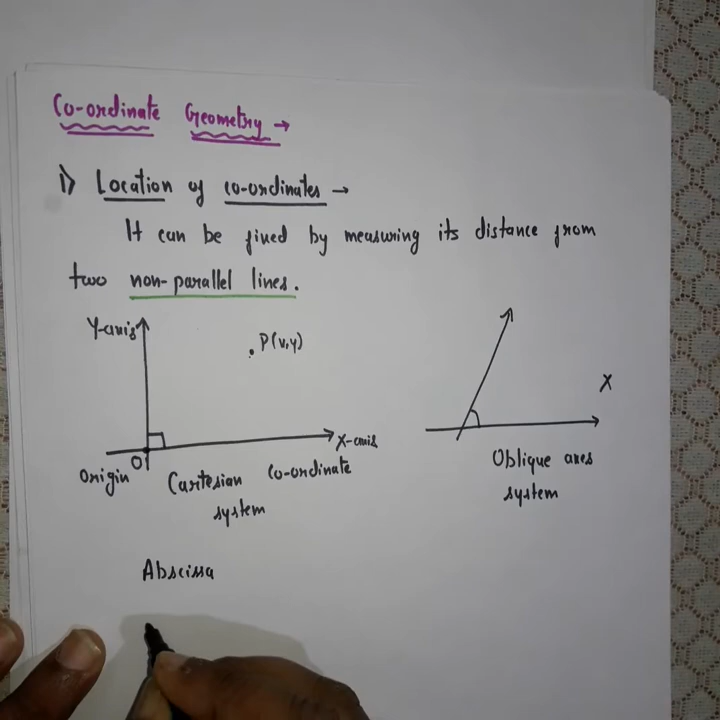 Co-ordinate Geometry →
1) Location of co-ordinates →
It can be fixed by measuring its distance from
two non-parallel lines.
Y-axis
P(x,y)
X
X-axis
O
Origin
Cartesian Co-ordinate
system
Oblique axes
system
Abscissa